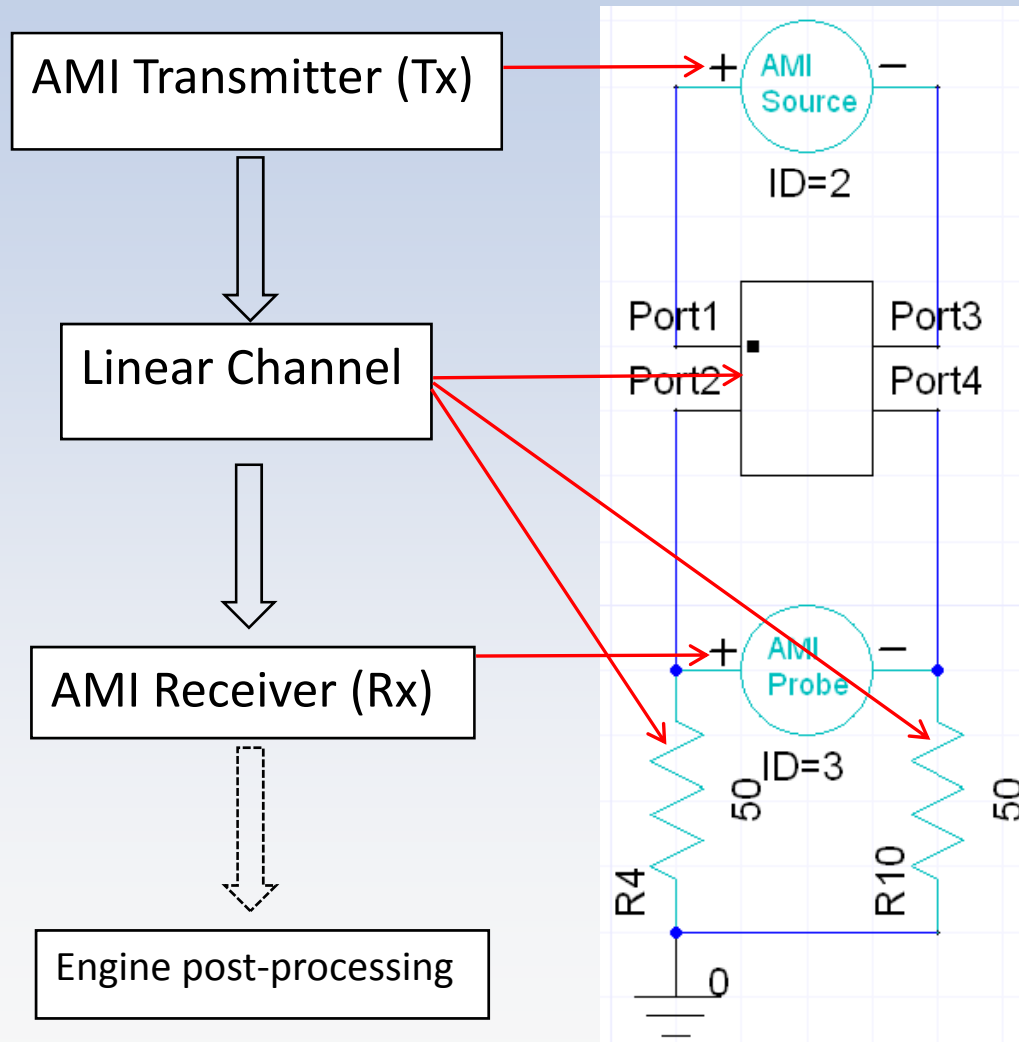 AMI Transmitter (Tx)
Linear Channel
AMI Receiver (Rx)
Engine post-processing
+
AMI
Source
−
ID=2
Port1
Port3
Port2
Port4
+
AMI
Probe
−
ID=3
50
50
R4
R10
0